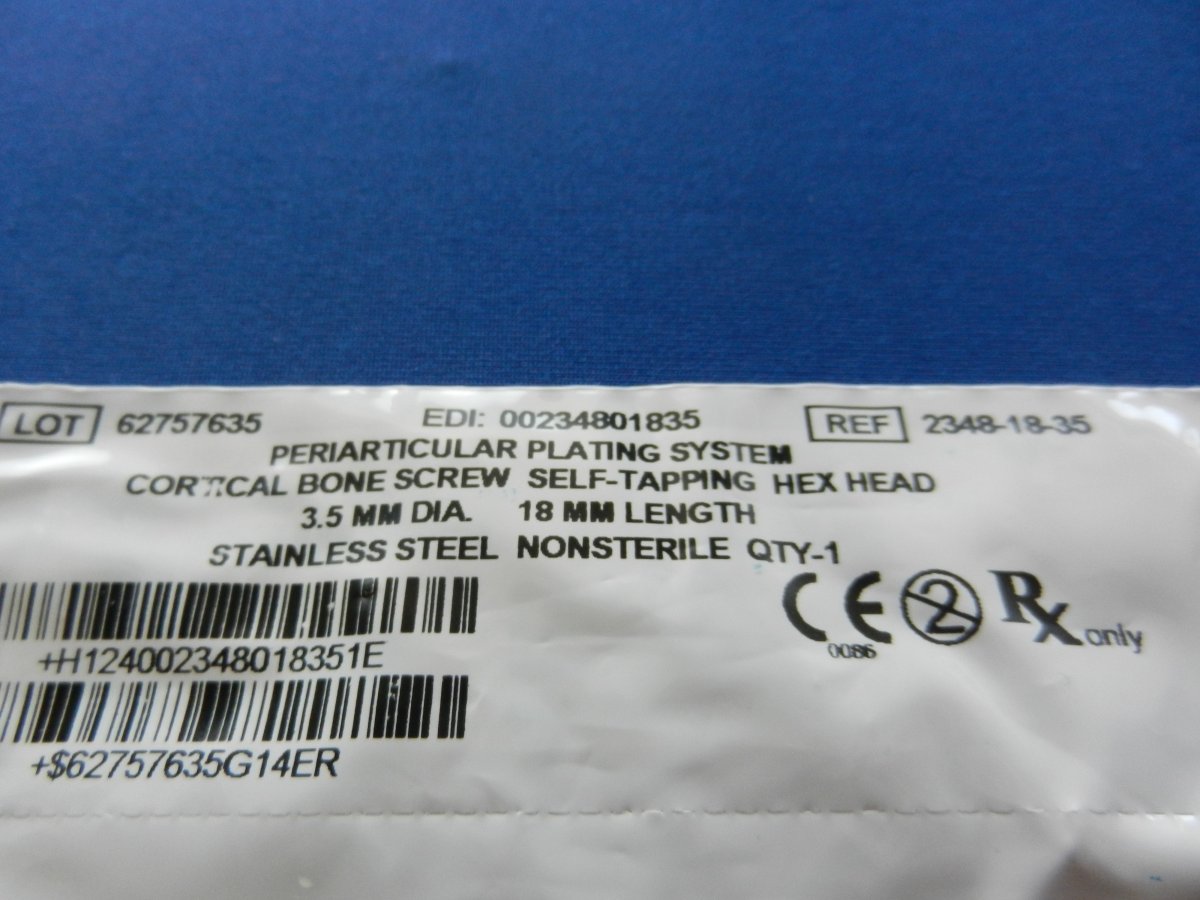 LOT 62757635 EDI: 00234801835 REF 2348-18-35
PERIARTICULAR PLATING SYSTEM
CORTICAL BONE SCREW SELF-TAPPING HEX HEAD
3.5 MM DIA. 18 MM LENGTH
STAINLESS STEEL NONSTERILE QTY-1
CE 2 Rx only
0086
+H124002348018351E
+$62757635G14ER